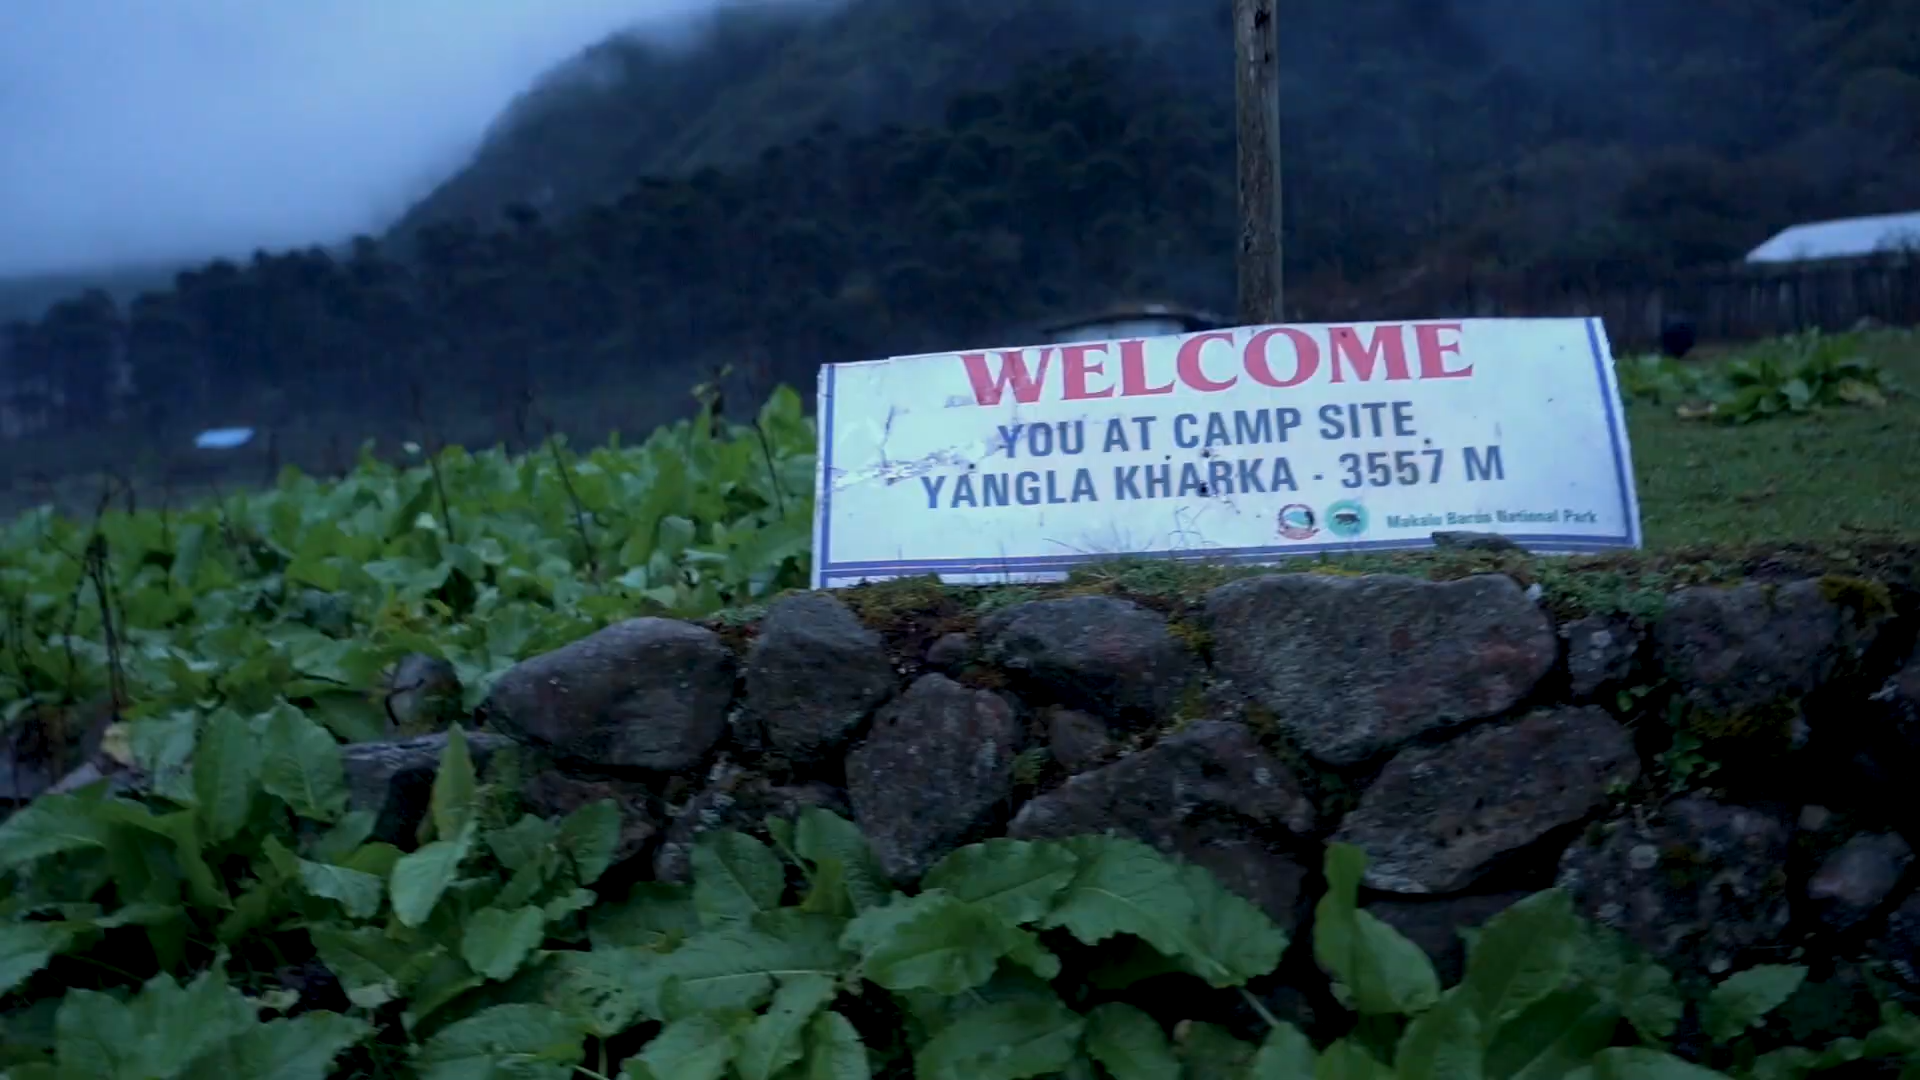 WELCOME
YOU AT CAMP SITE
YANGLA KHARKA - 3557 M
Makalu Barun National Park